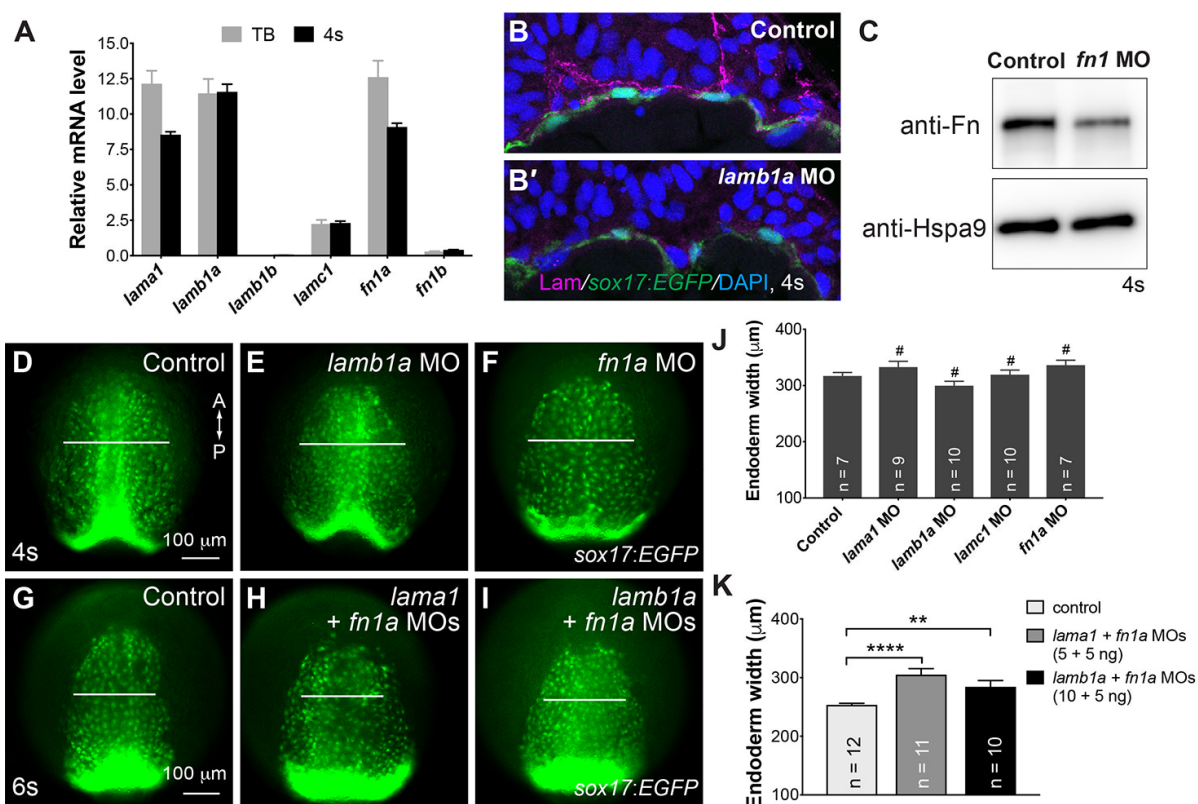 A
TB
4s
Relative mRNA level
15.0
12.5
10.0
7.5
5.0
2.5
0.0
lama1
lamb1a
lamb1b
lamc1
fn1a
fn1b
B
Control
B′
lamb1a MO
Lam/sox17:EGFP/DAPI, 4s
C
Control fn1 MO
anti-Fn
anti-Hspa9
4s
D
Control
A
P
4s
100 μm
E
lamb1a MO
F
fn1a MO
sox17:EGFP
G
Control
6s
100 μm
H
lama1
+ fn1a MOs
I
lamb1a
+ fn1a MOs
sox17:EGFP
J
Endoderm width (μm)
400
300
200
100
#
#
#
#
n = 7
n = 9
n = 10
n = 10
n = 7
Control
lama1 MO
lamb1a MO
lamc1 MO
fn1a MO
K
Endoderm width (μm)
400
300
200
100
**
****
n = 12
n = 11
n = 10
control
lama1 + fn1a MOs
(5 + 5 ng)
lamb1a + fn1a MOs
(10 + 5 ng)